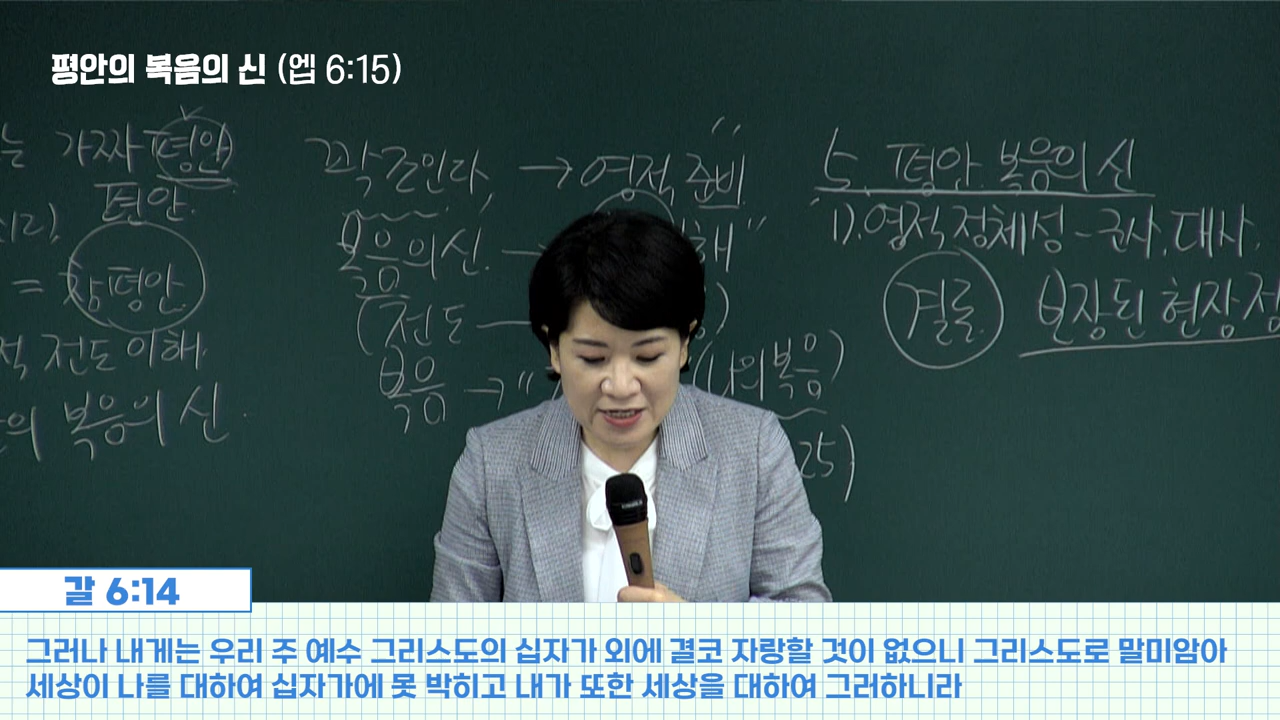 평안의 복음의 신 (엡 6:15)
는 가짜 평안
평안.
= 참평안
적 전도 이해.
의 복음의 신.
꽉 조인다, → 영적 준비
복음의신.
복음
(전도
복음 → " (나의복음)
25)
5. 평안. 복음의 신
1). 영적정체성 - 군사, 대사.
결론. 보장된 현장 정
갈 6:14
그러나 내게는 우리 주 예수 그리스도의 십자가 외에 결코 자랑할 것이 없으니 그리스도로 말미암아
세상이 나를 대하여 십자가에 못 박히고 내가 또한 세상을 대하여 그러하니라